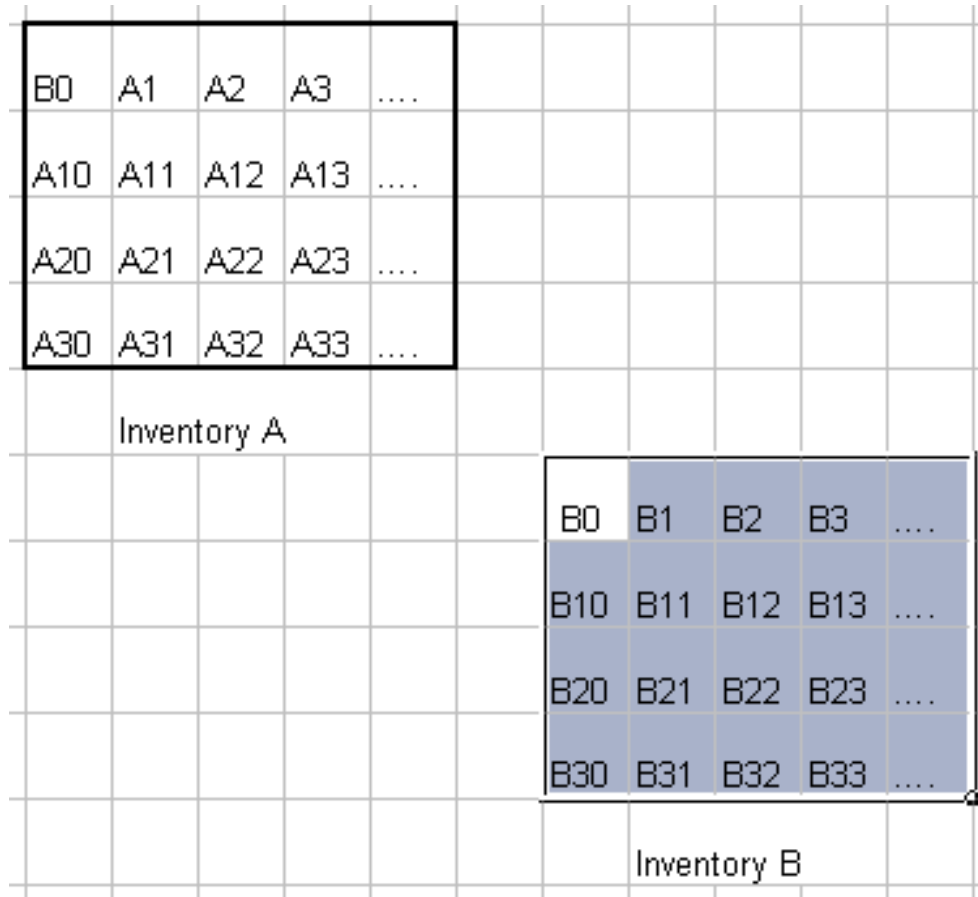 B0 A1 A2 A3 ....
A10 A11 A12 A13 ....
A20 A21 A22 A23 ....
A30 A31 A32 A33 ....
Inventory A
B0 B1 B2 B3 ....
B10 B11 B12 B13 ....
B20 B21 B22 B23 ....
B30 B31 B32 B33 ....
Inventory B